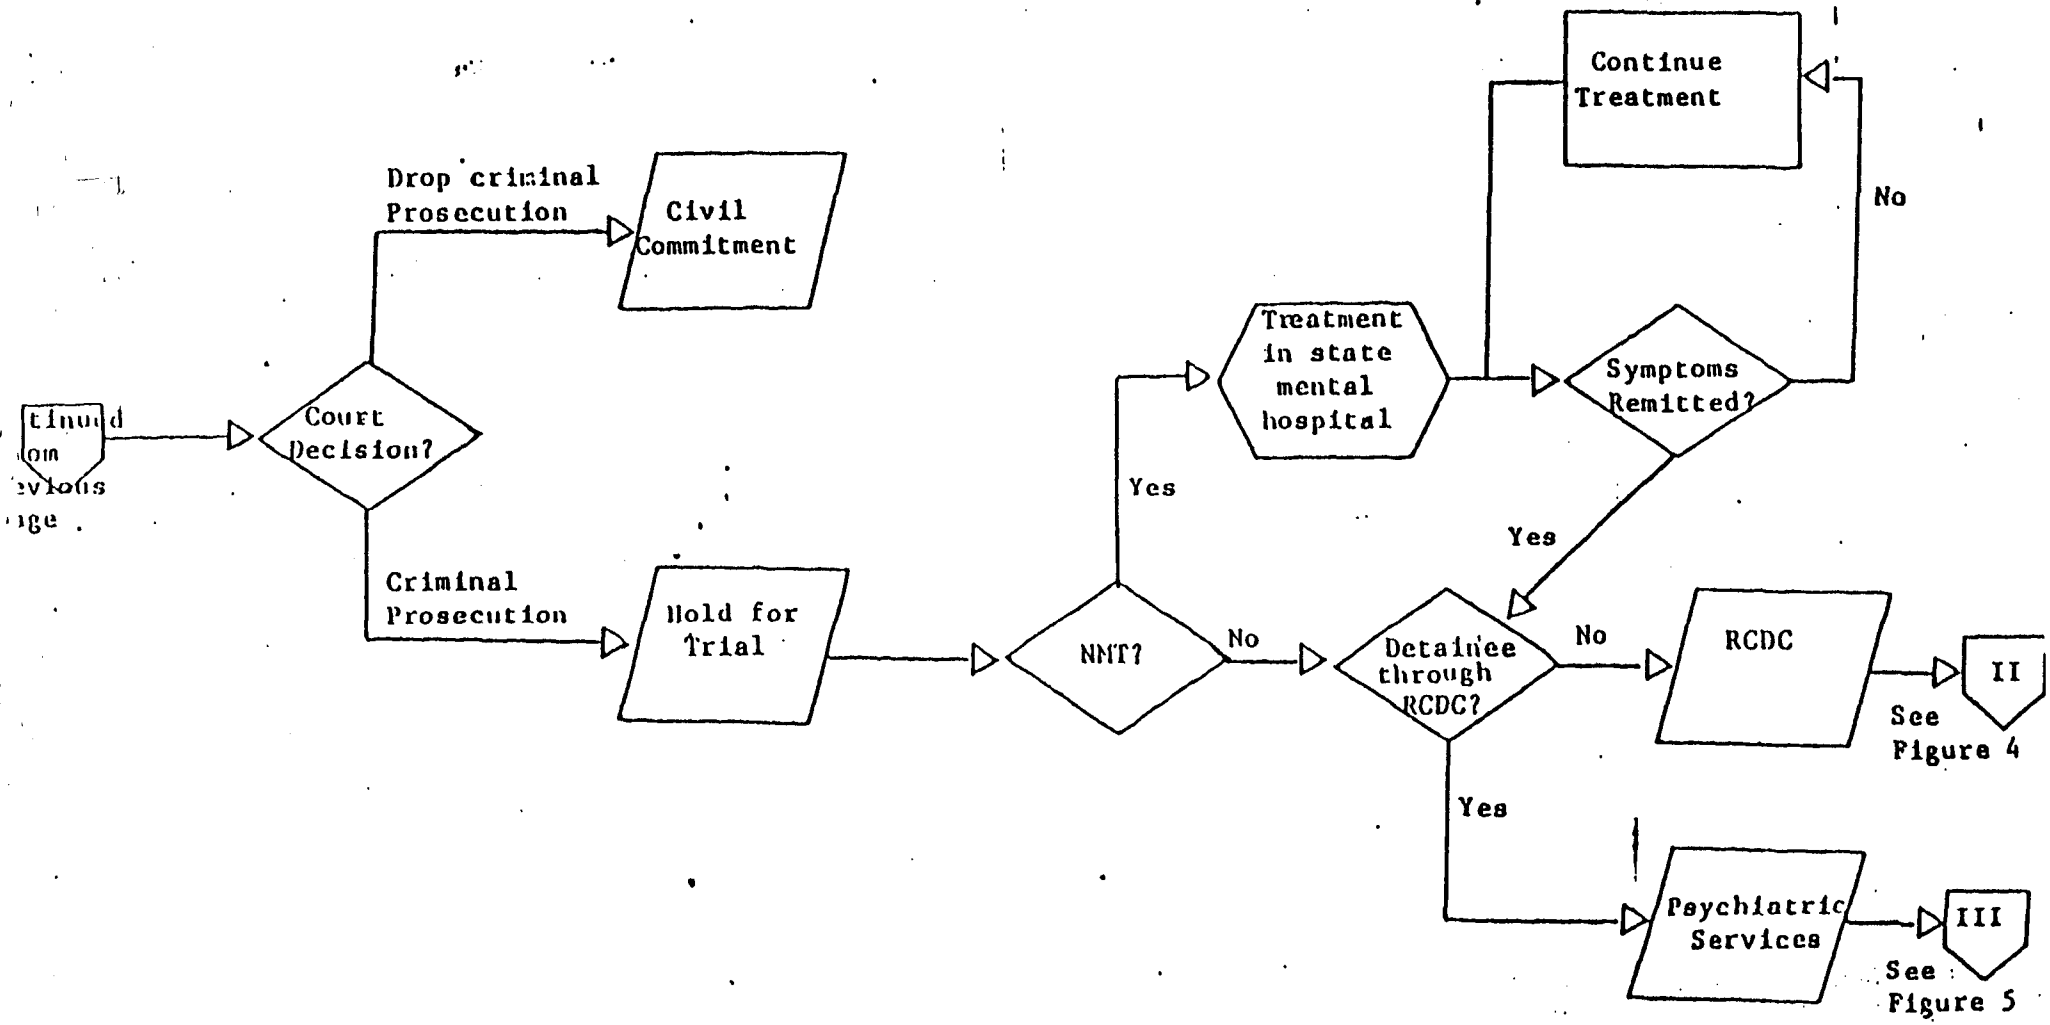 Continue
Treatment
No
Drop criminal
Prosecution
Civil
Commitment
Treatment
in state
mental
hospital
Symptoms
Remitted?
Court
Decision?
Yes
Yes
Criminal
Prosecution
Hold for
Trial
NMT?
No
Detainee
through
RCDC?
No
RCDC
II
See
Figure 4
Yes
Psychiatric
Services
III
See
Figure 5